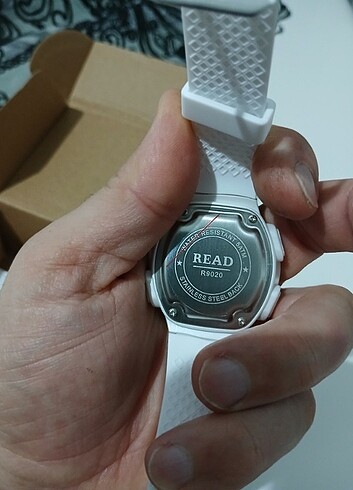 WATER RESISTANT 5ATM
READ
R9020
STAINLESS STEEL BACK